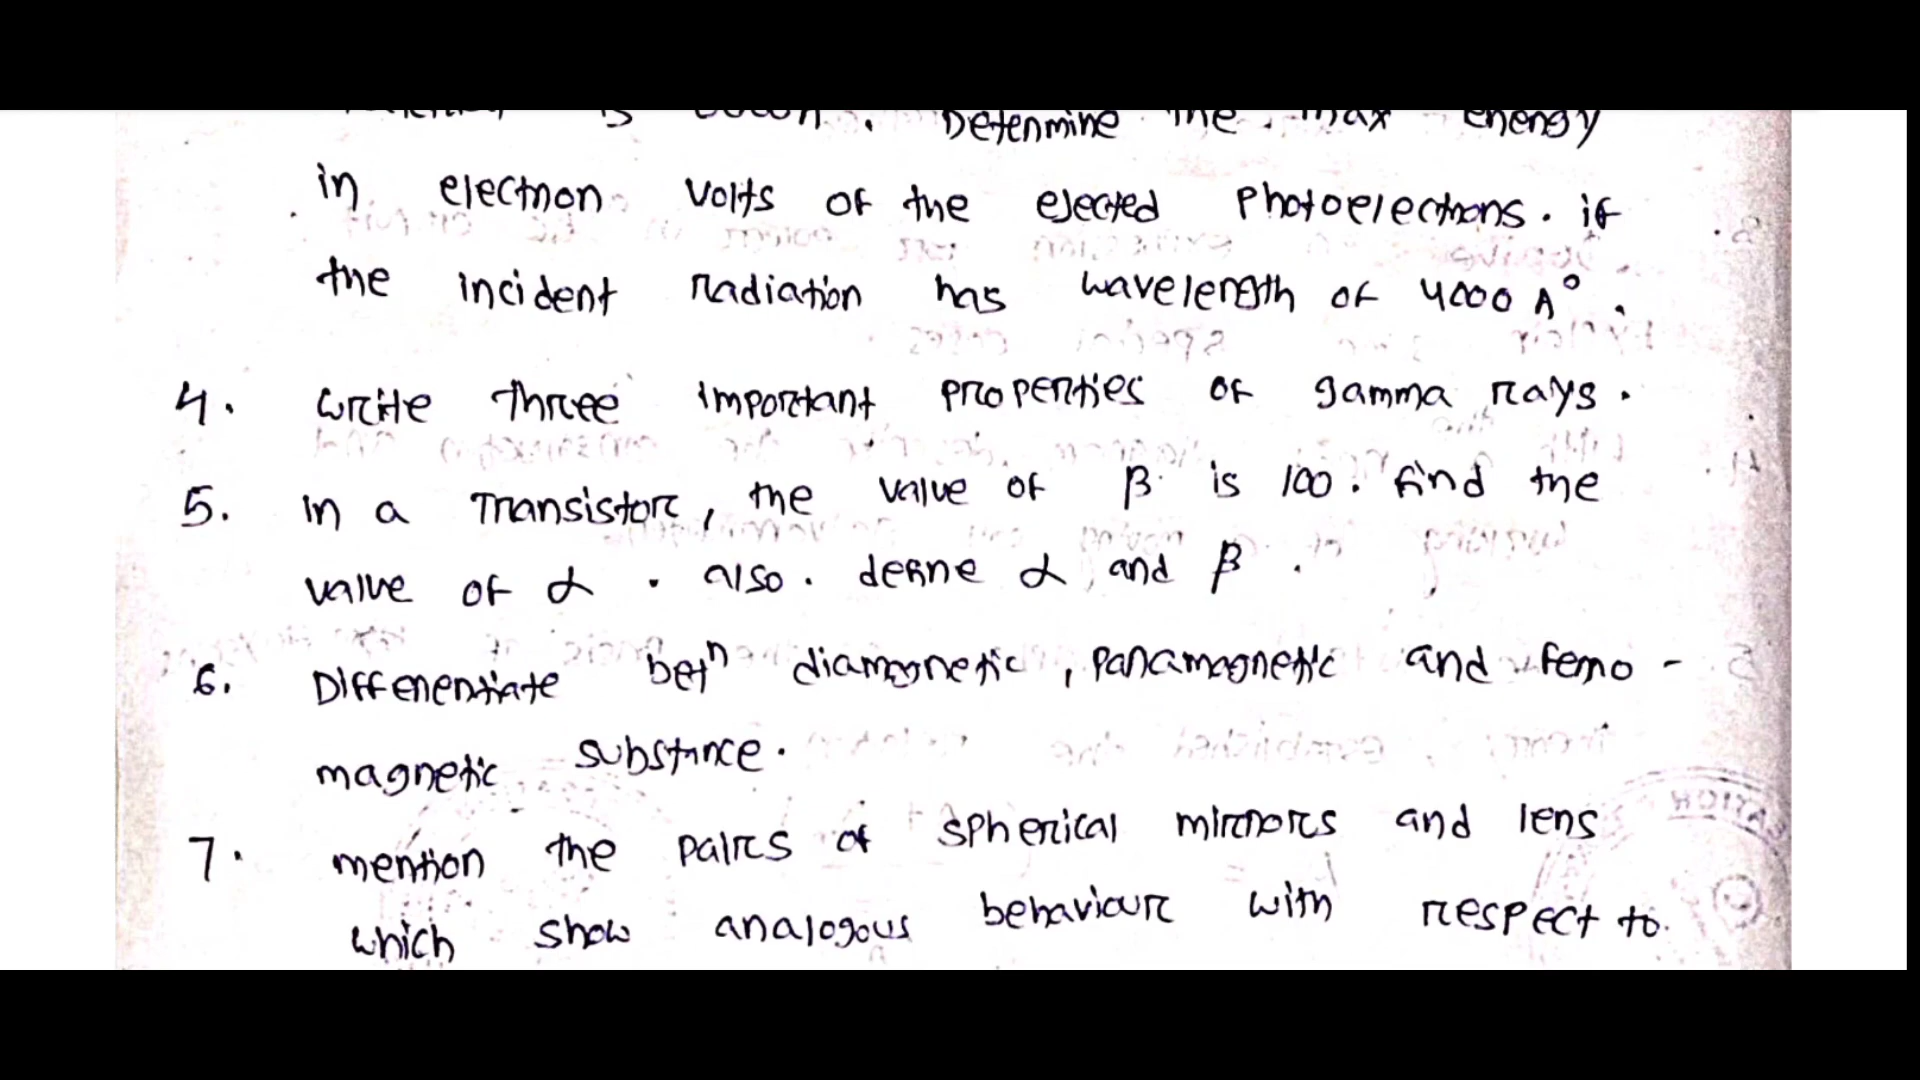 is . Determine the . max energy
in electron volts of the ejected photoelectrons. if
the incident radiation has wavelength of 4000 A°.
4. write three important properties of gamma rays.
5. in a transistor, the value of β is 100. find the
value of α . also . define α and β .
6. Differentiate betⁿ diamagnetic, paramagnetic and ferro-
magnetic substance.
7. mention the pairs of spherical mirrors and lens
which show analogous behaviour with respect to